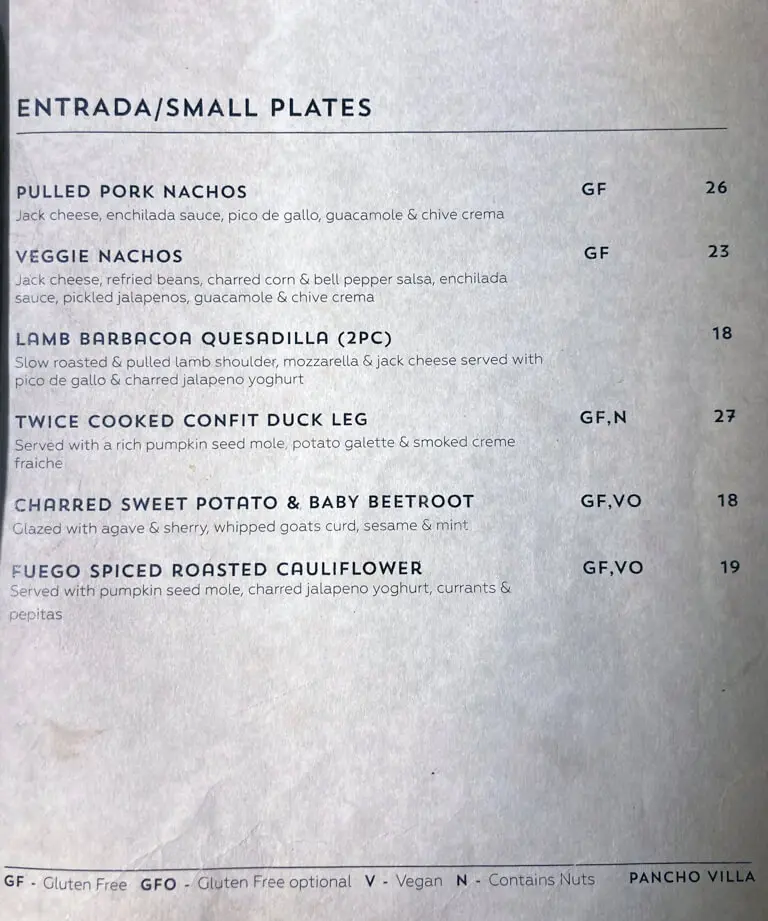 ENTRADA/SMALL PLATES
PULLED PORK NACHOS GF 26
Jack cheese, enchilada sauce, pico de gallo, guacamole & chive crema
VEGGIE NACHOS GF 23
Jack cheese, refried beans, charred corn & bell pepper salsa, enchilada
sauce, pickled jalapenos, guacamole & chive crema
LAMB BARBACOA QUESADILLA (2PC) 18
Slow roasted & pulled lamb shoulder, mozzarella & jack cheese served with
pico de gallo & charred jalapeno yoghurt
TWICE COOKED CONFIT DUCK LEG GF,N 27
Served with a rich pumpkin seed mole, potato galette & smoked creme
fraiche
CHARRED SWEET POTATO & BABY BEETROOT GF,VO 18
Glazed with agave & sherry, whipped goats curd, sesame & mint
FUEGO SPICED ROASTED CAULIFLOWER GF,VO 19
Served with pumpkin seed mole, charred jalapeno yoghurt, currants &
pepitas
GF - Gluten Free GFO - Gluten Free optional V - Vegan N - Contains Nuts PANCHO VILLA